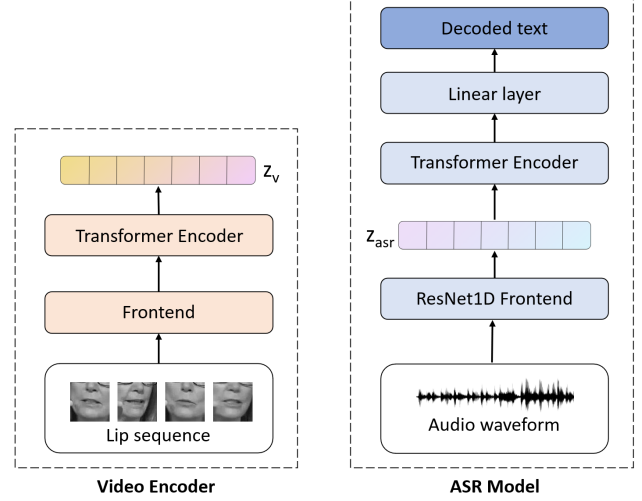 z_v
Transformer Encoder
Frontend
Lip sequence
Video Encoder
Decoded text
Linear layer
Transformer Encoder
z_asr
ResNet1D Frontend
Audio waveform
ASR Model